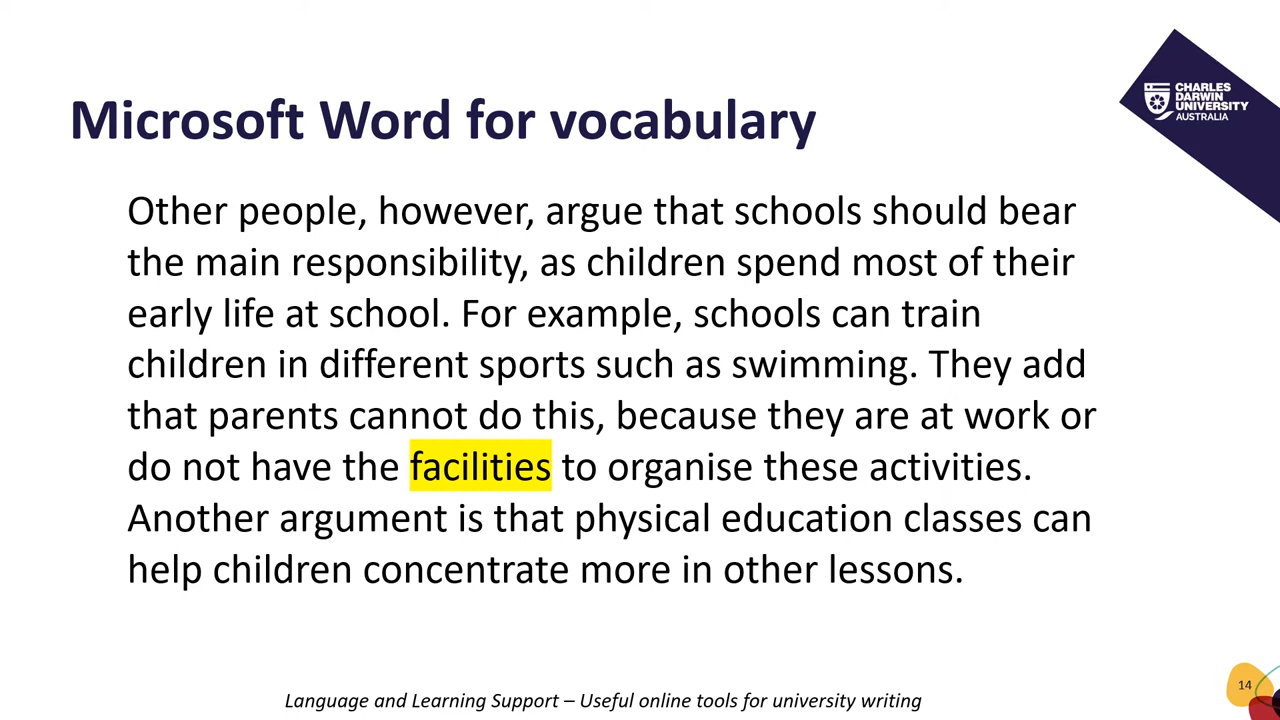 Microsoft Word for vocabulary
CHARLES
DARWIN
UNIVERSITY
AUSTRALIA
Other people, however, argue that schools should bear
the main responsibility, as children spend most of their
early life at school. For example, schools can train
children in different sports such as swimming. They add
that parents cannot do this, because they are at work or
do not have the facilities to organise these activities.
Another argument is that physical education classes can
help children concentrate more in other lessons.
Language and Learning Support – Useful online tools for university writing
14